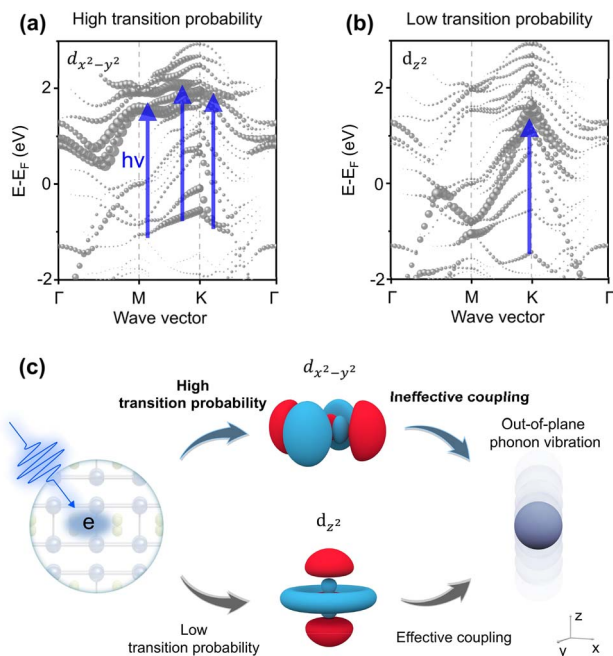 (a) High transition probability
d_{x²−y²}
2
0
-2
E-E_F (eV)
hν
Γ M K Γ
Wave vector
(b) Low transition probability
d_{z²}
2
0
-2
E-E_F (eV)
Γ M K Γ
Wave vector
(c)
High
transition probability
d_{x²−y²}
Ineffective coupling
Out-of-plane
phonon vibration
e
d_{z²}
Low
transition probability
Effective coupling
z
y x